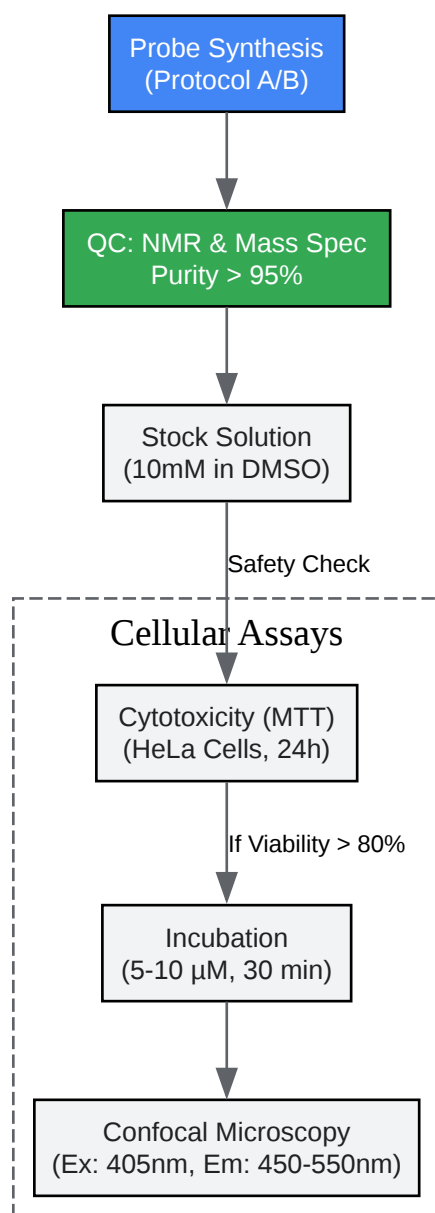 Probe Synthesis
(Protocol A/B)
QC: NMR & Mass Spec
Purity > 95%
Stock Solution
(10mM in DMSO)
Safety Check
Cellular Assays
Cytotoxicity (MTT)
(HeLa Cells, 24h)
If Viability > 80%
Incubation
(5-10 µM, 30 min)
Confocal Microscopy
(Ex: 405nm, Em: 450-550nm)